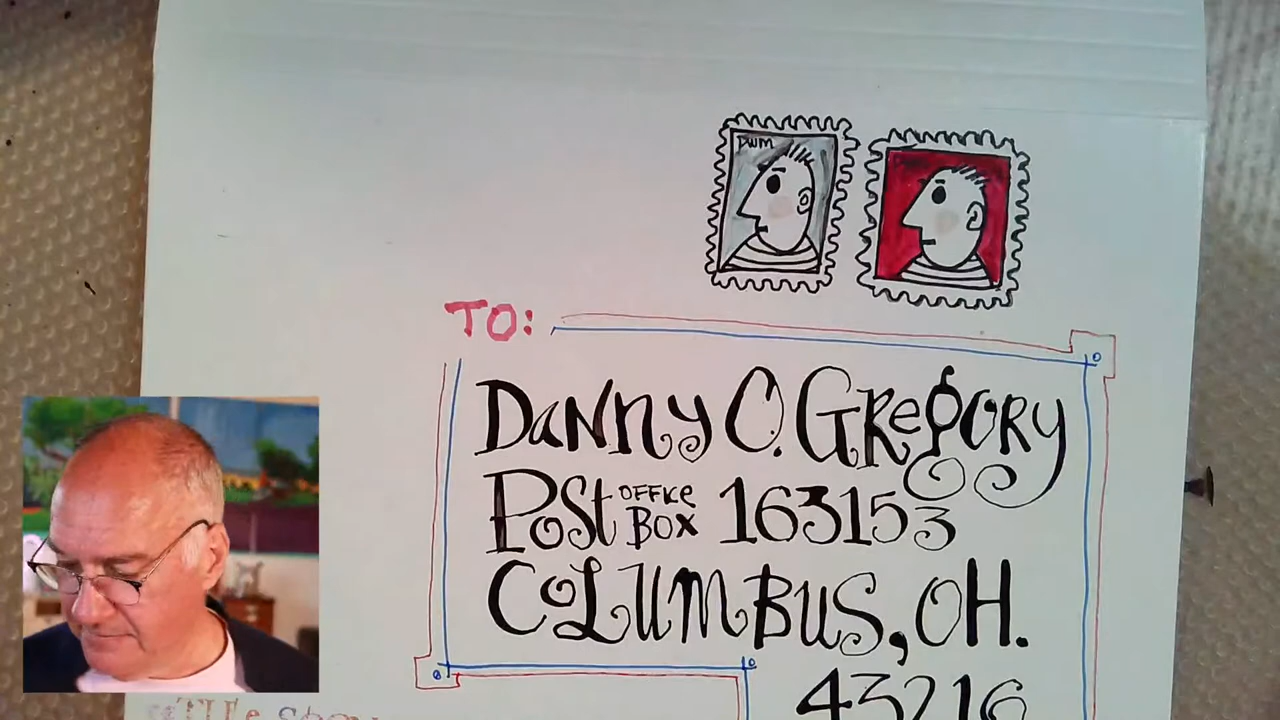 DWM
TO:
DaNNy C. GReGORy
PoSt OFFICe BOX 163153
COLUMBUS, OH.
43216